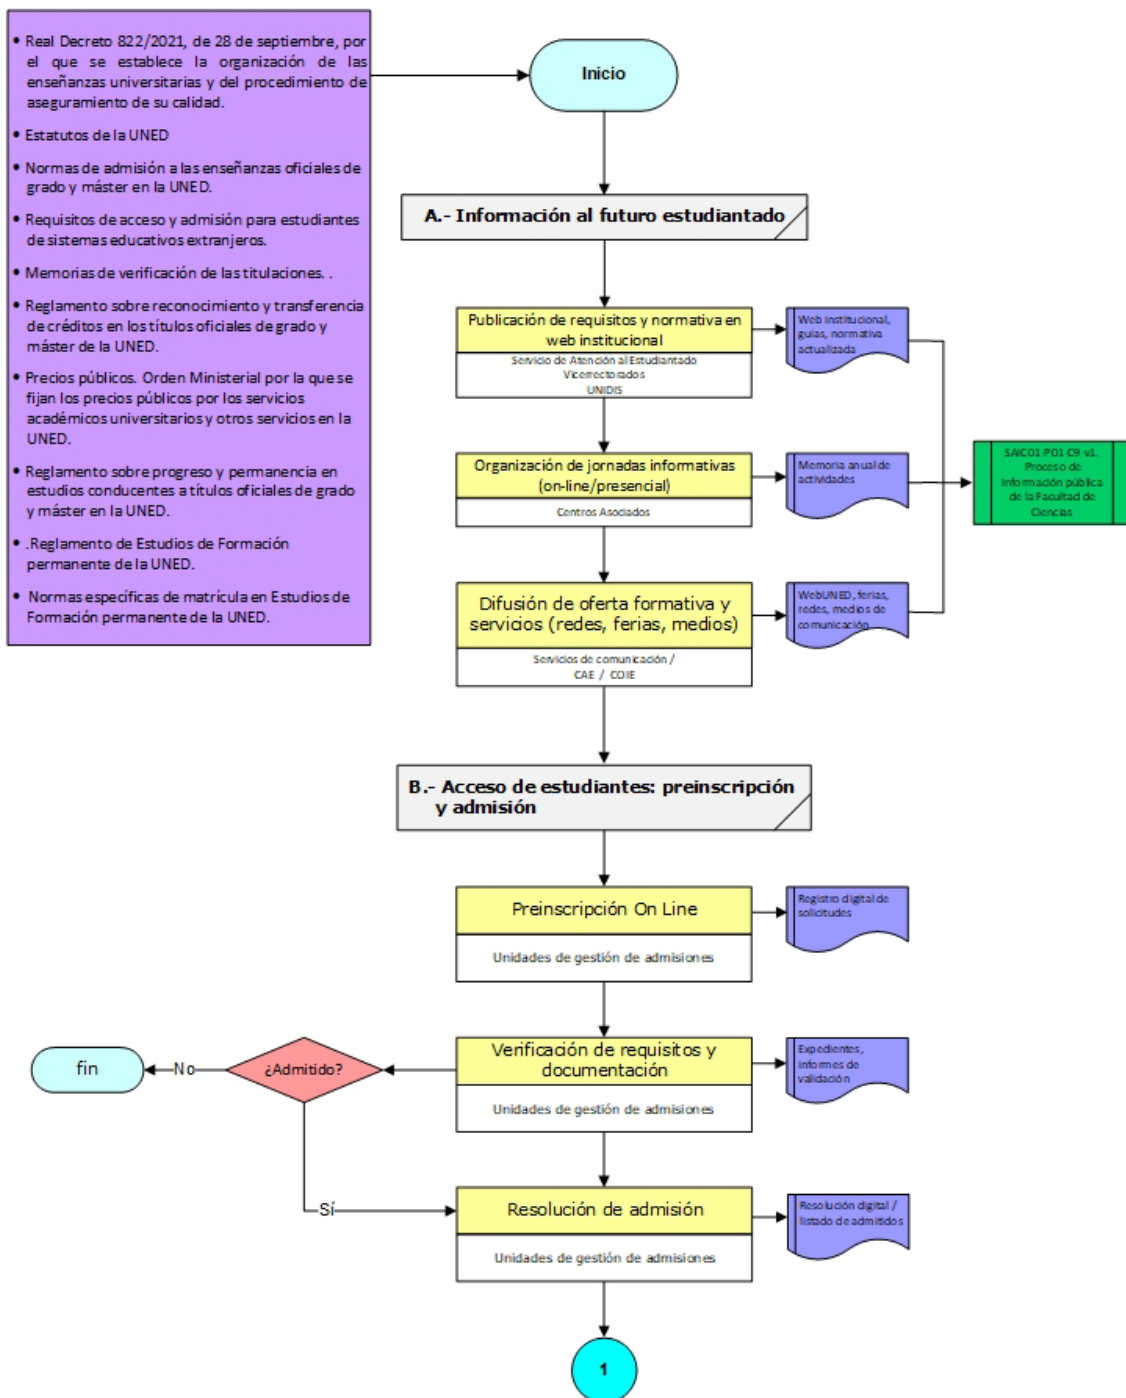 • Real Decreto 822/2021, de 28 de septiembre, por
el que se establece la organización de las
enseñanzas universitarias y del procedimiento de
aseguramiento de su calidad.
• Estatutos de la UNED
• Normas de admisión a las enseñanzas oficiales de
grado y máster en la UNED.
• Requisitos de acceso y admisión para estudiantes
de sistemas educativos extranjeros.
• Memorias de verificación de las titulaciones. .
• Reglamento sobre reconocimiento y transferencia
de créditos en los títulos oficiales de grado y
máster de la UNED.
• Precios públicos. Orden Ministerial por la que se
fijan los precios públicos por los servicios
académicos universitarios y otros servicios en la
UNED.
• Reglamento sobre progreso y permanencia en
estudios conducentes a títulos oficiales de grado
y máster en la UNED.
• .Reglamento de Estudios de Formación
permanente de la UNED.
• Normas específicas de matrícula en Estudios de
Formación permanente de la UNED.
Inicio
A.- Información al futuro estudiantado
Publicación de requisitos y normativa en
web institucional
Servicio de Atención al Estudiantado
Vicerrectorados
UNIDIS
Web institucional,
guías, normativa
actualizada
Organización de jornadas informativas
(on-line/presencial)
Centros Asociados
Memoria anual de
actividades
SAIC01 P01 C9 v1.
Proceso de
Información pública
de la Facultad de
Ciencias
Difusión de oferta formativa y
servicios (redes, ferias, medios)
Servicios de comunicación /
CAE / COIE
WebUNED, ferias,
redes, medios de
comunicación
B.- Acceso de estudiantes: preinscripción
y admisión
Preinscripción On Line
Unidades de gestión de admisiones
Registro digital de
solicitudes
Verificación de requisitos y
documentación
Unidades de gestión de admisiones
Expedientes,
informes de
validación
¿Admitido?
No
fin
Sí
Resolución de admisión
Unidades de gestión de admisiones
Resolución digital /
listado de admitidos
1